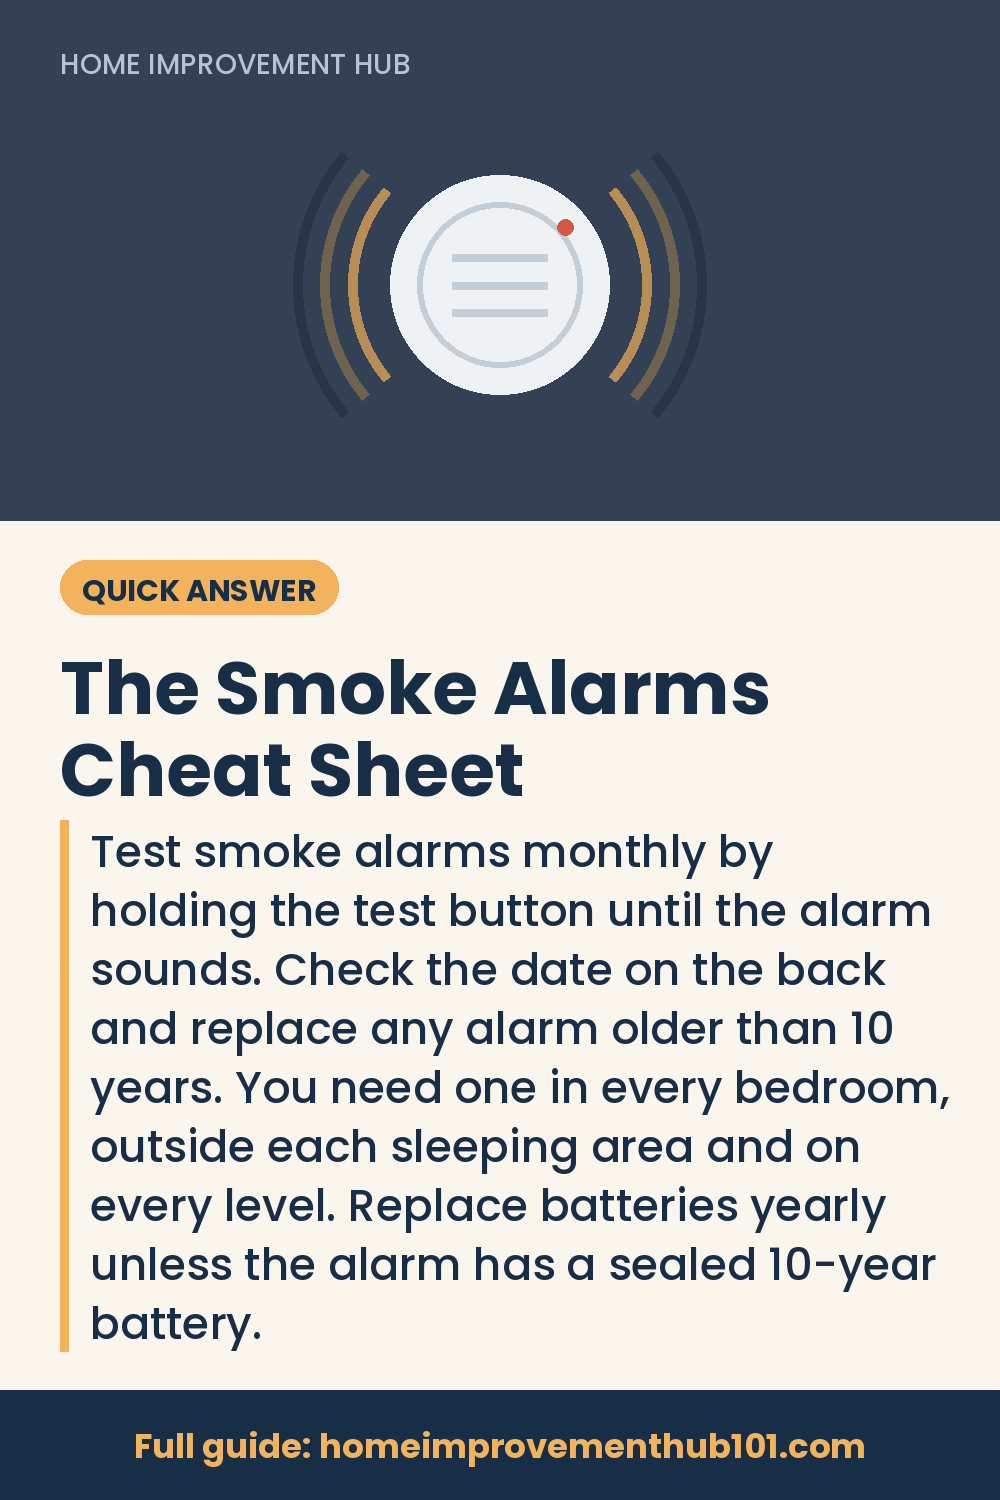 HOME IMPROVEMENT HUB
QUICK ANSWER
The Smoke Alarms
Cheat Sheet
Test smoke alarms monthly by
holding the test button until the alarm
sounds. Check the date on the back
and replace any alarm older than 10
years. You need one in every bedroom,
outside each sleeping area and on
every level. Replace batteries yearly
unless the alarm has a sealed 10-year
battery.
Full guide: homeimprovementhub101.com